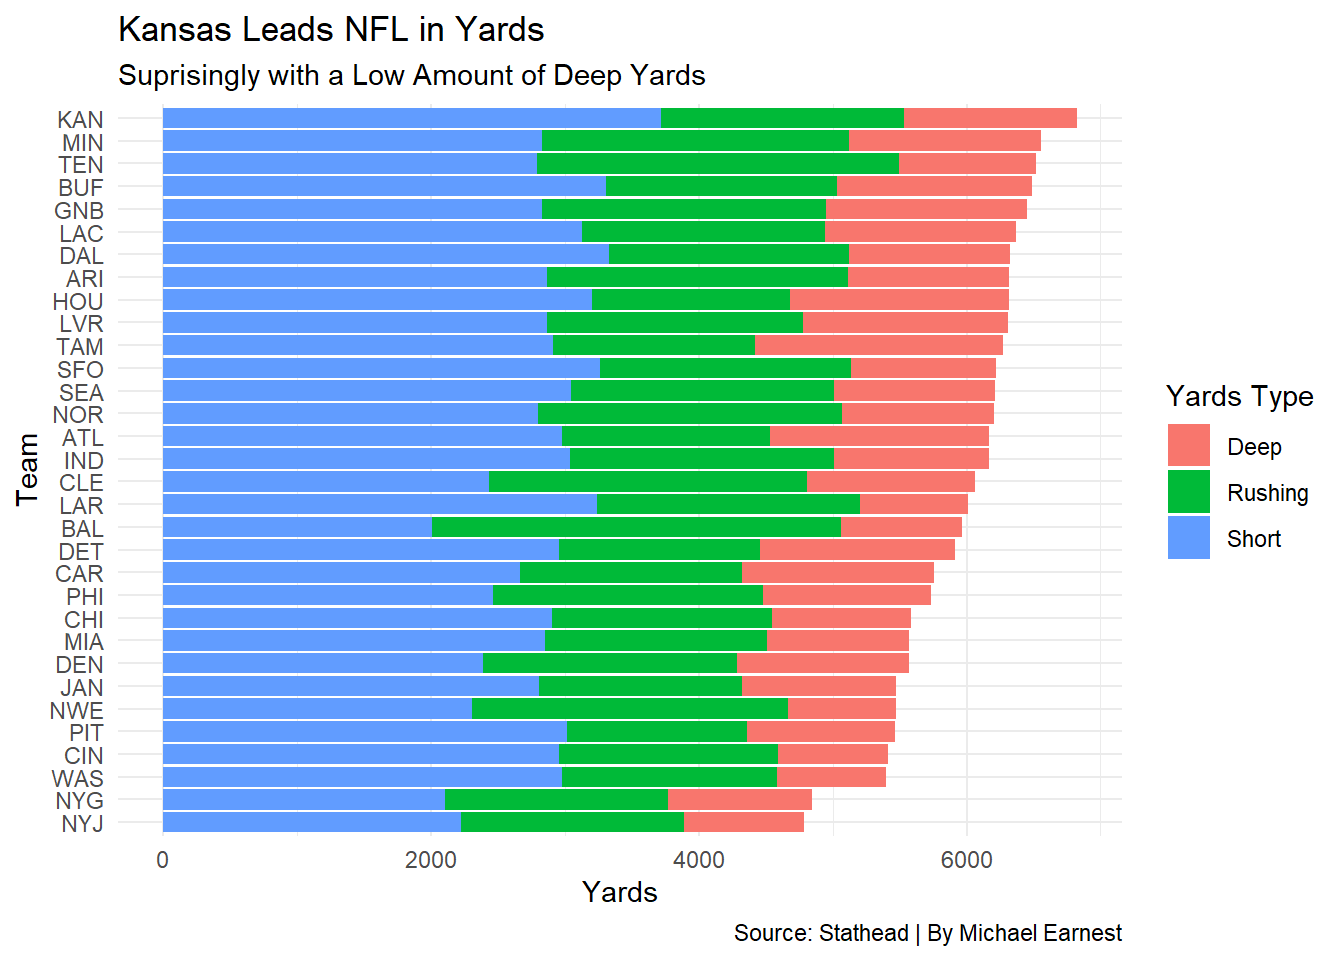 Kansas Leads NFL in Yards
Suprisingly with a Low Amount of Deep Yards
KAN
MIN
TEN
BUF
GNB
LAC
DAL
ARI
HOU
LVR
TAM
SFO
SEA
NOR
ATL
IND
CLE
LAR
BAL
DET
CAR
PHI
CHI
MIA
DEN
JAN
NWE
PIT
CIN
WAS
NYG
NYJ
Team
0 2000 4000 6000
Yards
Yards Type
Deep
Rushing
Short
Source: Stathead | By Michael Earnest